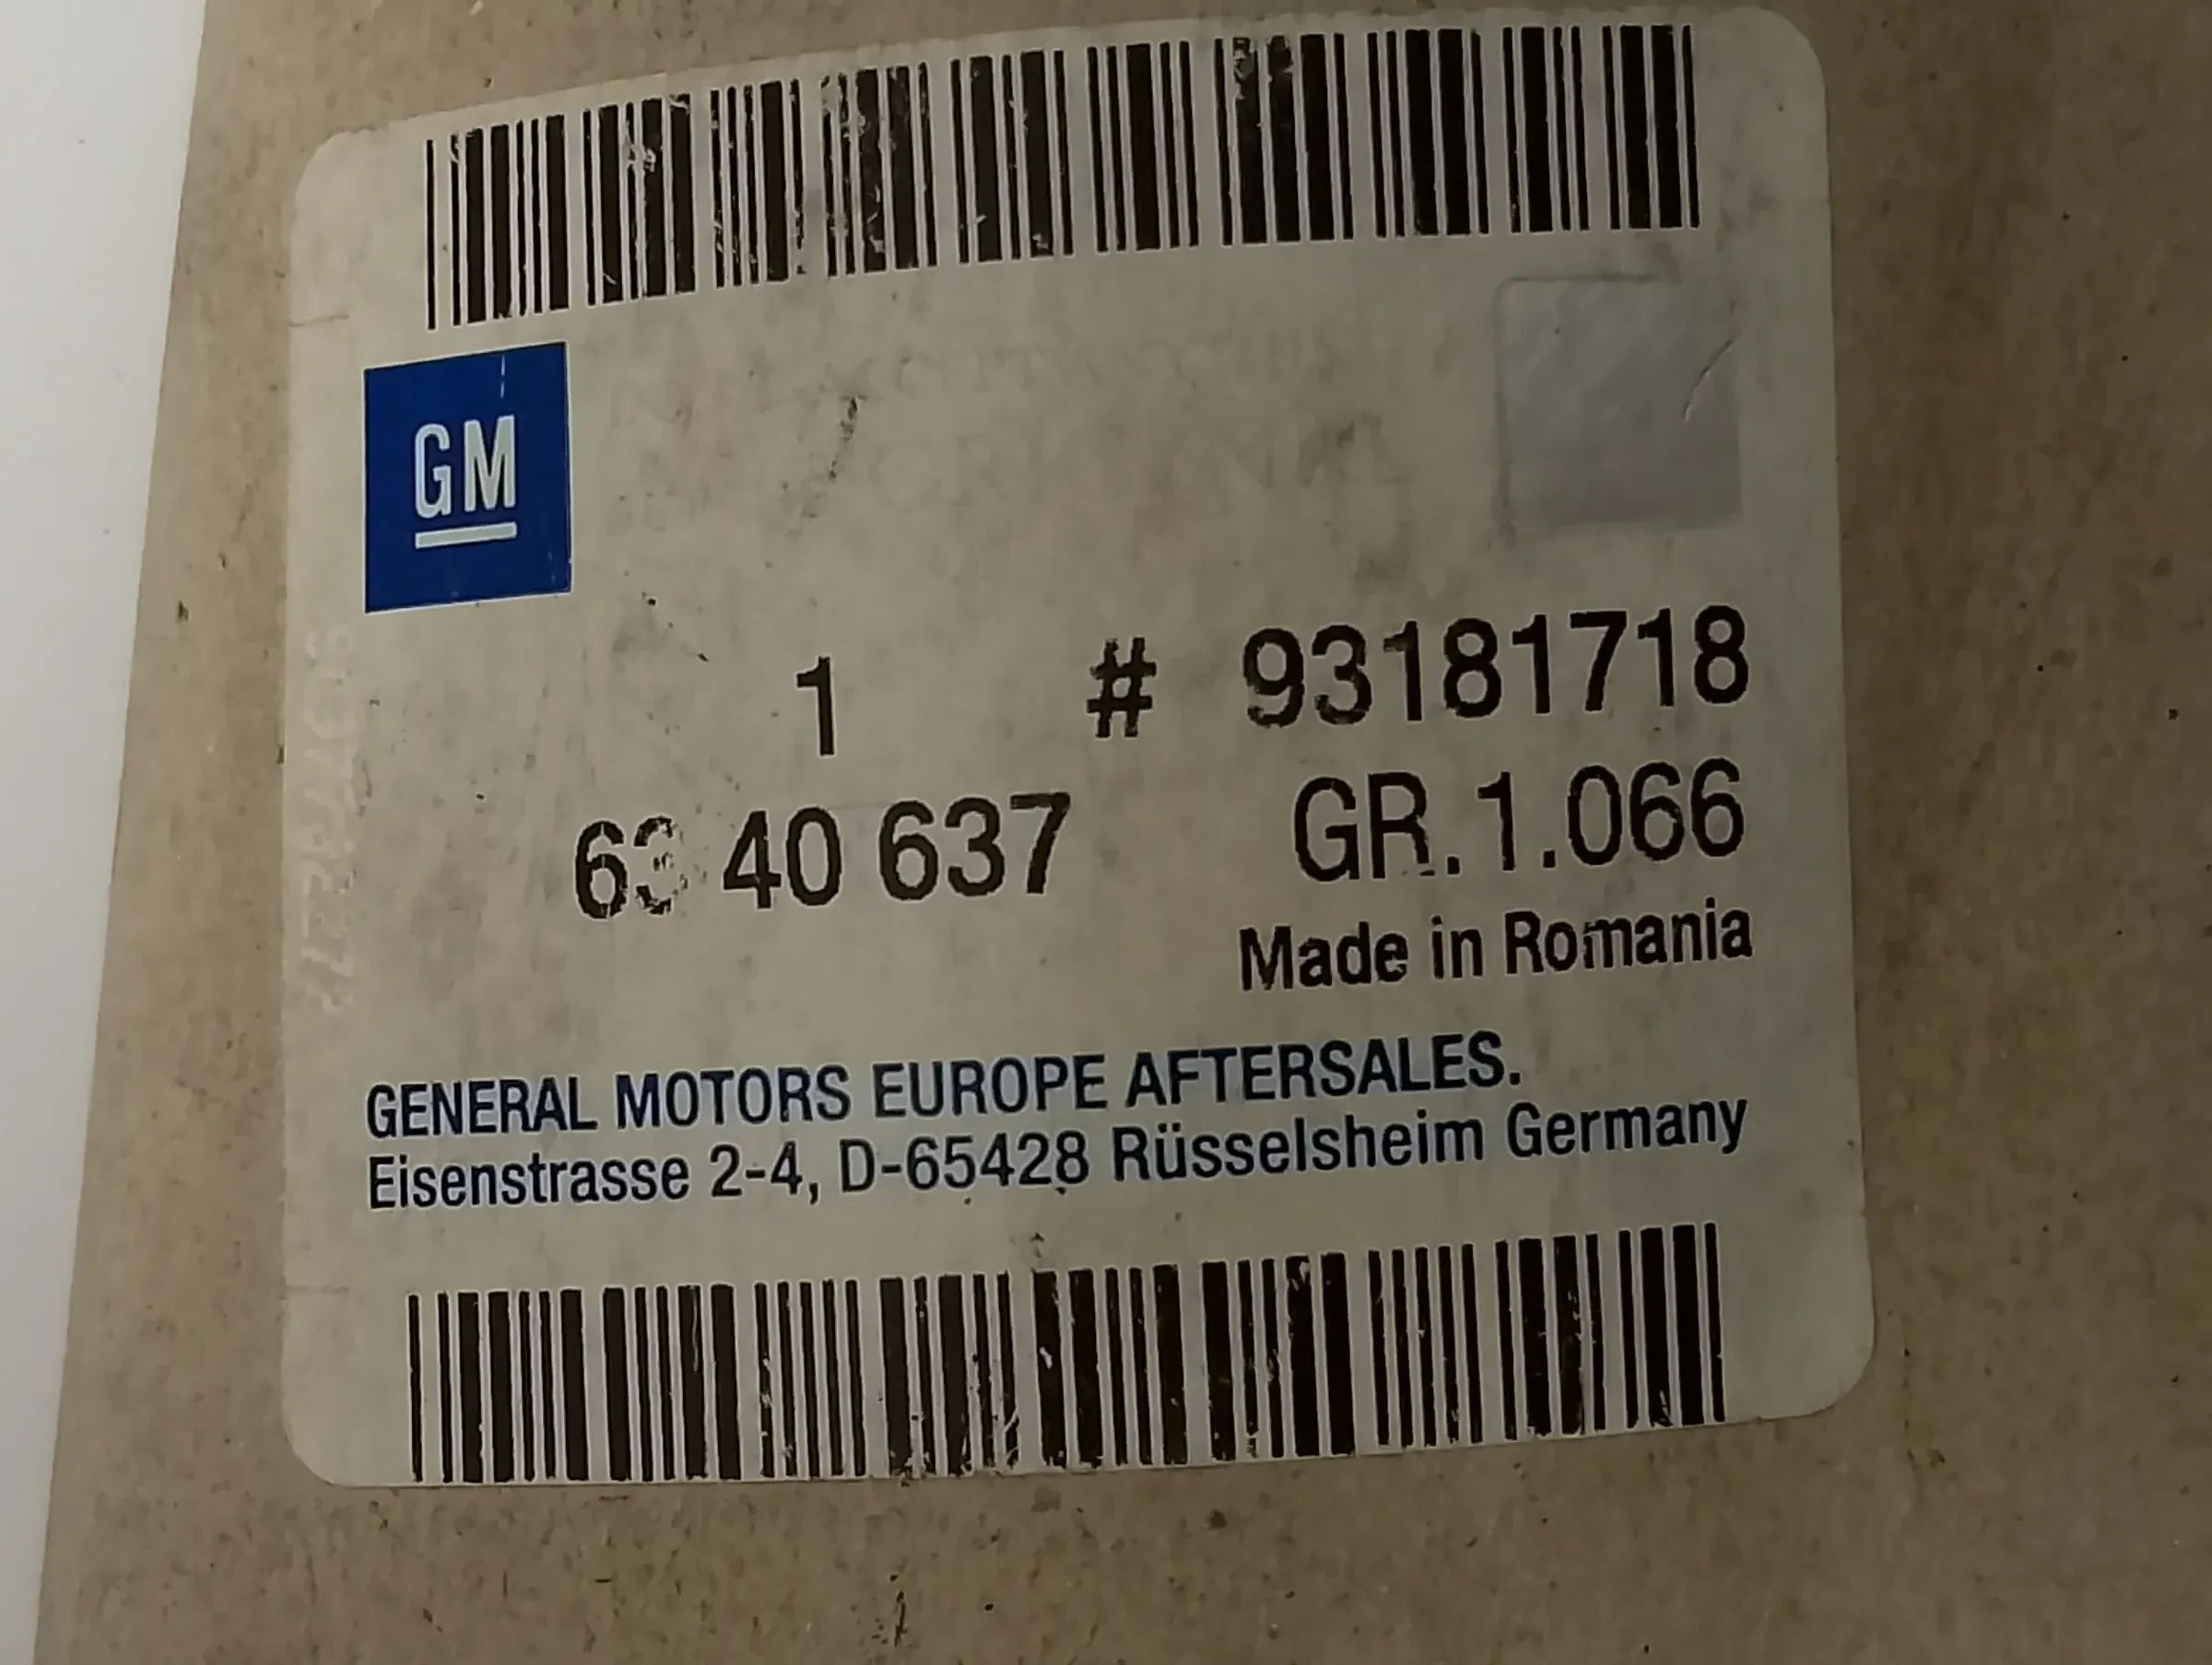 GM
1 # 93181718
63 40 637 GR.1.066
Made in Romania
GENERAL MOTORS EUROPE AFTERSALES.
Eisenstrasse 2-4, D-65428 Rüsselsheim Germany